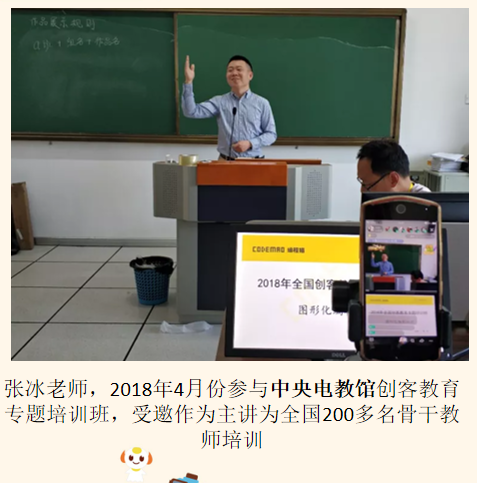 CODEMAO 编程猫
2018年全国创客
图形化
DELL
张冰老师，2018年4月份参与中央电教馆创客教育
专题培训班，受邀作为主讲为全国200多名骨干教
师培训